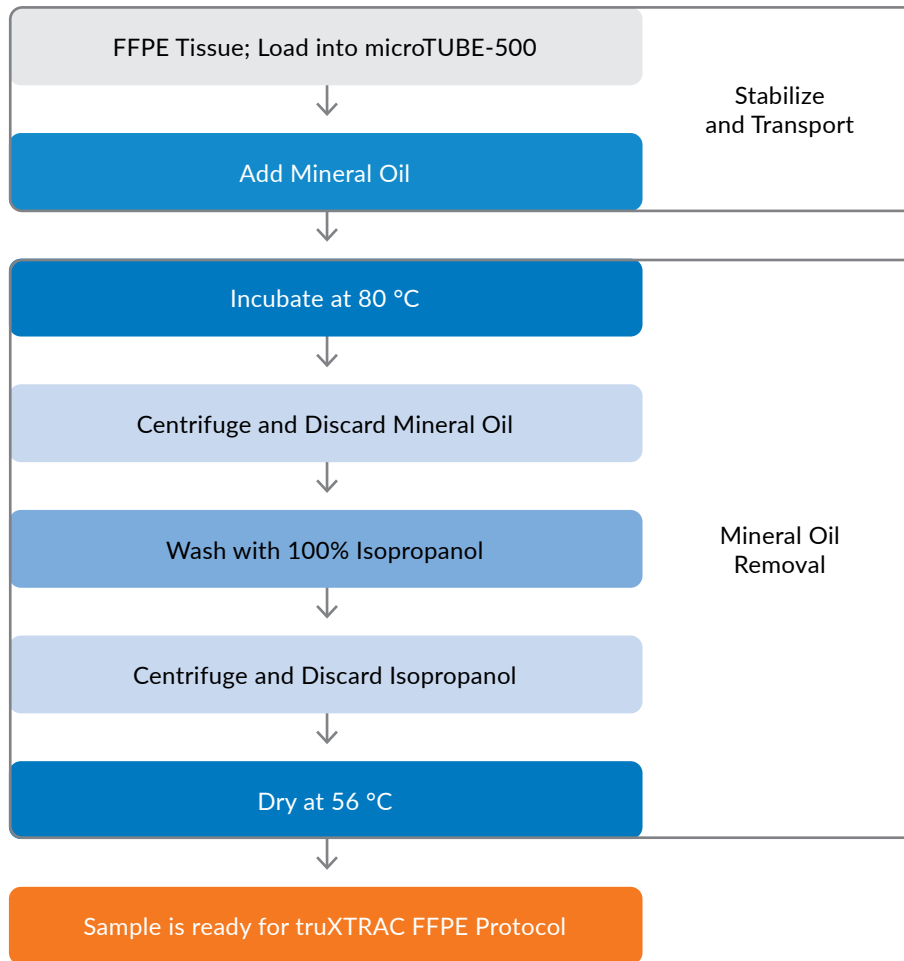 FFPE Tissue; Load into microTUBE-500
Stabilize
and Transport
Add Mineral Oil
Incubate at 80 °C
Centrifuge and Discard Mineral Oil
Wash with 100% Isopropanol
Mineral Oil
Removal
Centrifuge and Discard Isopropanol
Dry at 56 °C
Sample is ready for truXTRAC FFPE Protocol